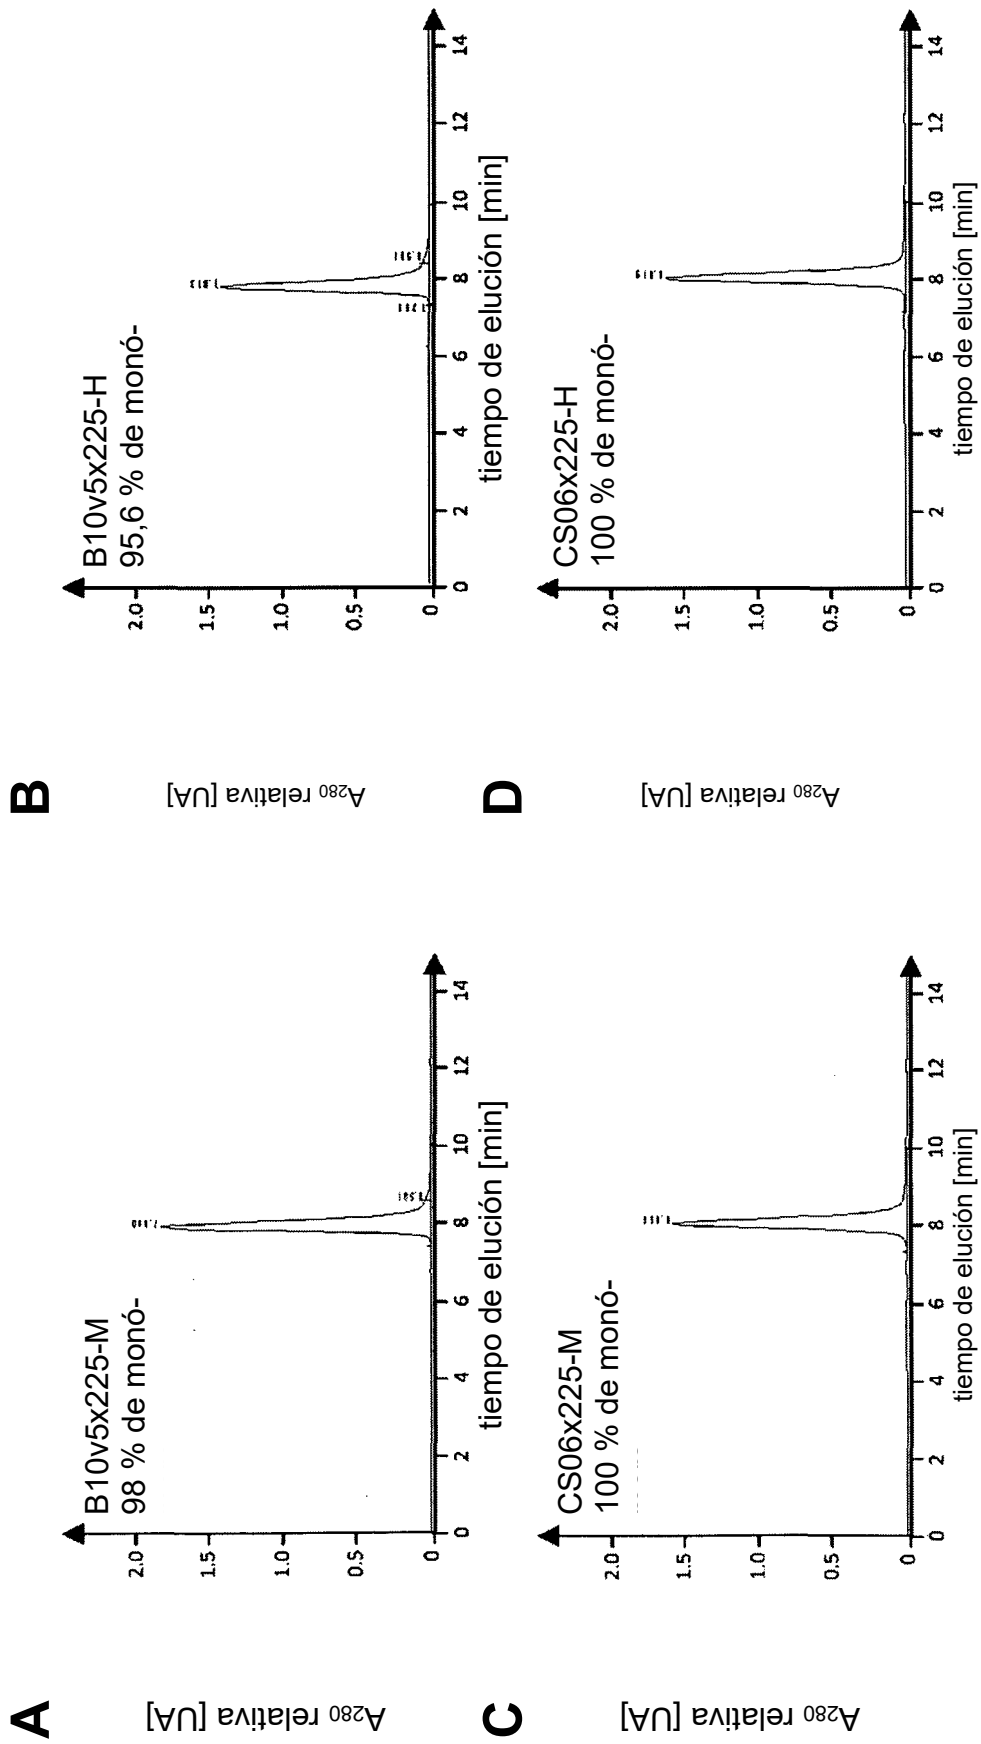 A
B10v5x225-M
98 % de monó-
A280 relativa [UA]
2.0
1.5
1.0
0.5
0
0 2 4 6 8 10 12 14
tiempo de elución [min]
B
B10v5x225-H
95,6 % de monó-
A280 relativa [UA]
2.0
1.5
1.0
0.5
0
0 2 4 6 8 10 12 14
tiempo de elución [min]
C
CS06x225-M
100 % de monó-
A280 relativa [UA]
2.0
1.5
1.0
0.5
0
0 2 4 6 8 10 12 14
tiempo de elución [min]
D
CS06x225-H
100 % de monó-
A280 relativa [UA]
2.0
1.5
1.0
0.5
0
0 2 4 6 8 10 12 14
tiempo de elución [min]